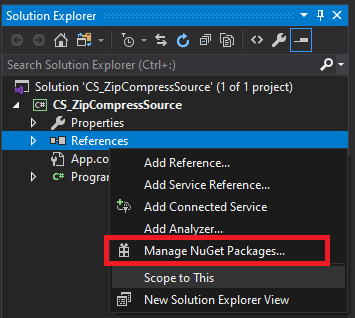 Solution Explorer
Search Solution Explorer (Ctrl+;)
Solution 'CS_ZipCompressSource' (1 of 1 project)
C# CS_ZipCompressSource
Properties
References
App.co
C# Progran
Add Reference...
Add Service Reference...
Add Connected Service
Add Analyzer...
Manage NuGet Packages...
Scope to This
New Solution Explorer View